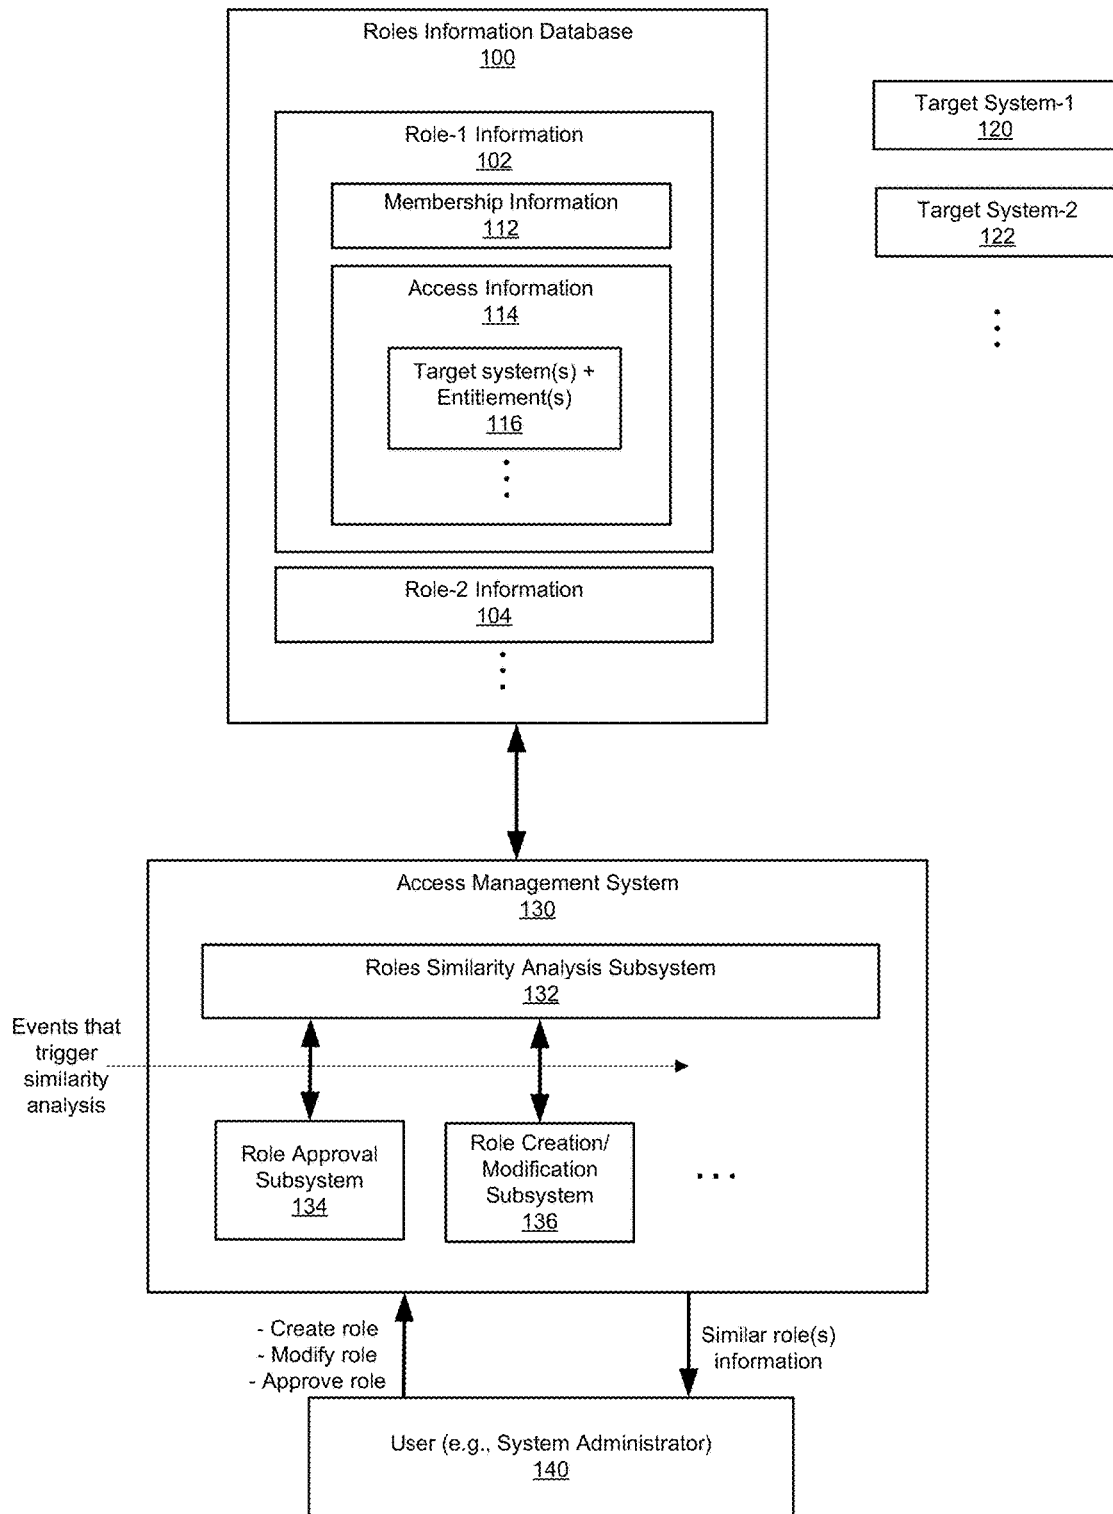 Roles Information Database
100
Role-1 Information
102
Membership Information
112
Access Information
114
Target system(s) +
Entitlement(s)
116
Role-2 Information
104
Target System-1
120
Target System-2
122
Access Management System
130
Roles Similarity Analysis Subsystem
132
Events that
trigger
similarity
analysis
Role Approval
Subsystem
134
Role Creation/
Modification
Subsystem
136
- Create role
- Modify role
- Approve role
Similar role(s)
information
User (e.g., System Administrator)
140